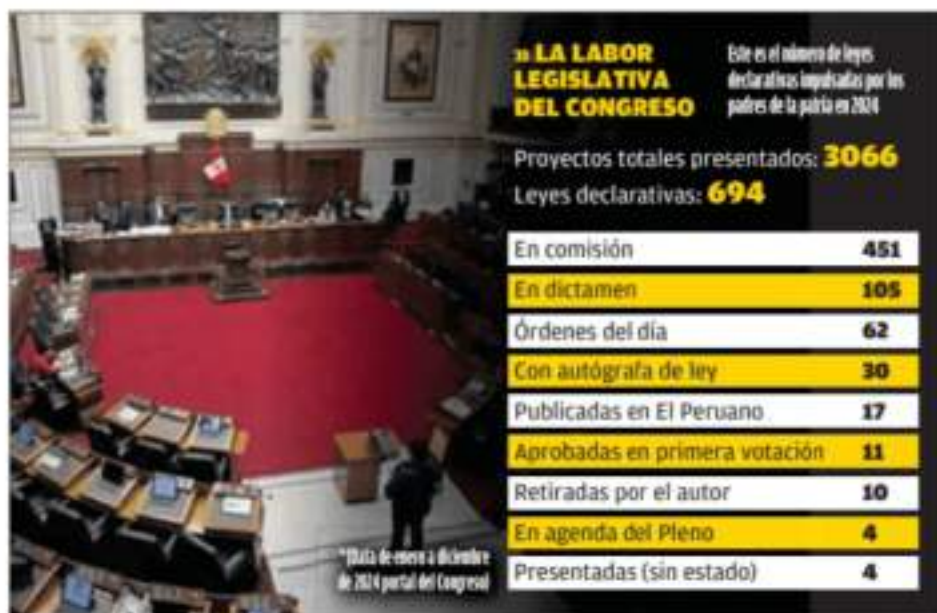 » LA LABOR
LEGISLATIVA
DEL CONGRESO
Este es el número de leyes
declarativas impulsadas por los
padres de la patria en 2024
Proyectos totales presentados: 3066
Leyes declarativas: 694
En comisión 451
En dictamen 105
Órdenes del día 62
Con autógrafa de ley 30
Publicadas en El Peruano 17
Aprobadas en primera votación 11
Retiradas por el autor 10
En agenda del Pleno 4
Presentadas (sin estado) 4
*(Data de enero a diciembre
de 2024 portal del Congreso)